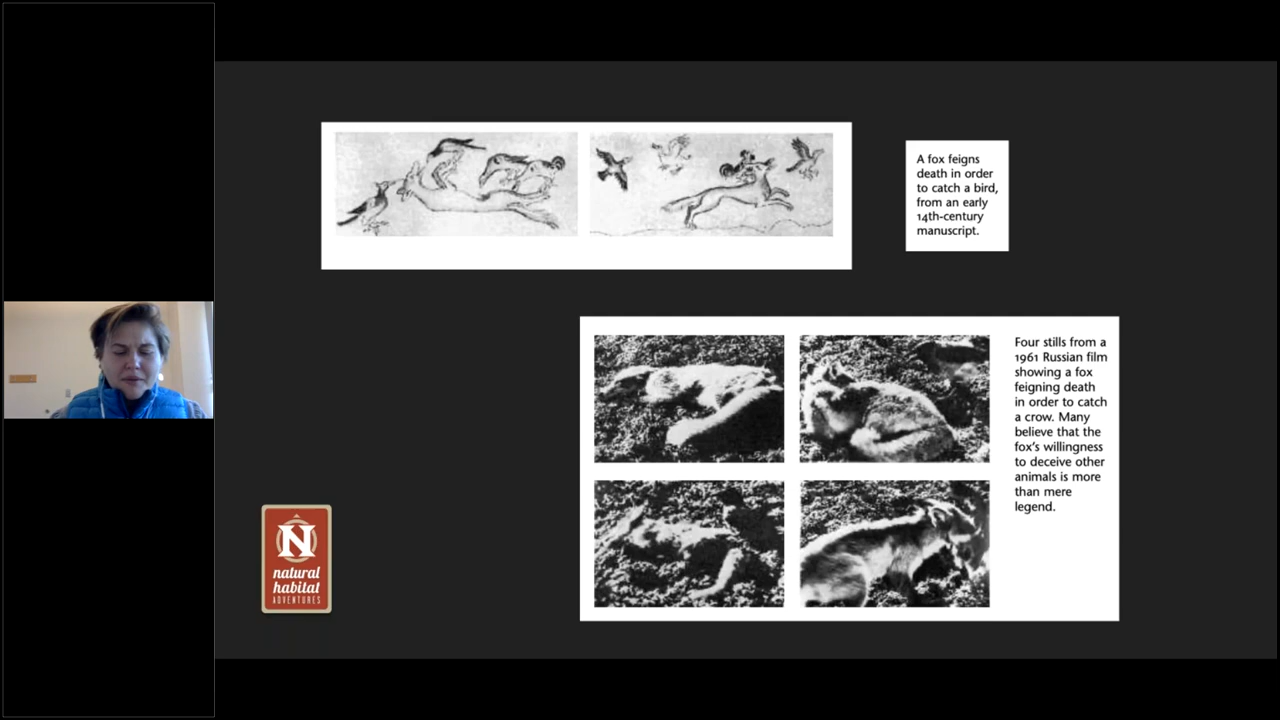 A fox feigns
death in order
to catch a bird,
from an early
14th-century
manuscript.
Four stills from a
1961 Russian film
showing a fox
feigning death
in order to catch
a crow. Many
believe that the
fox's willingness
to deceive other
animals is more
than mere
legend.
N
natural
habitat
ADVENTURES